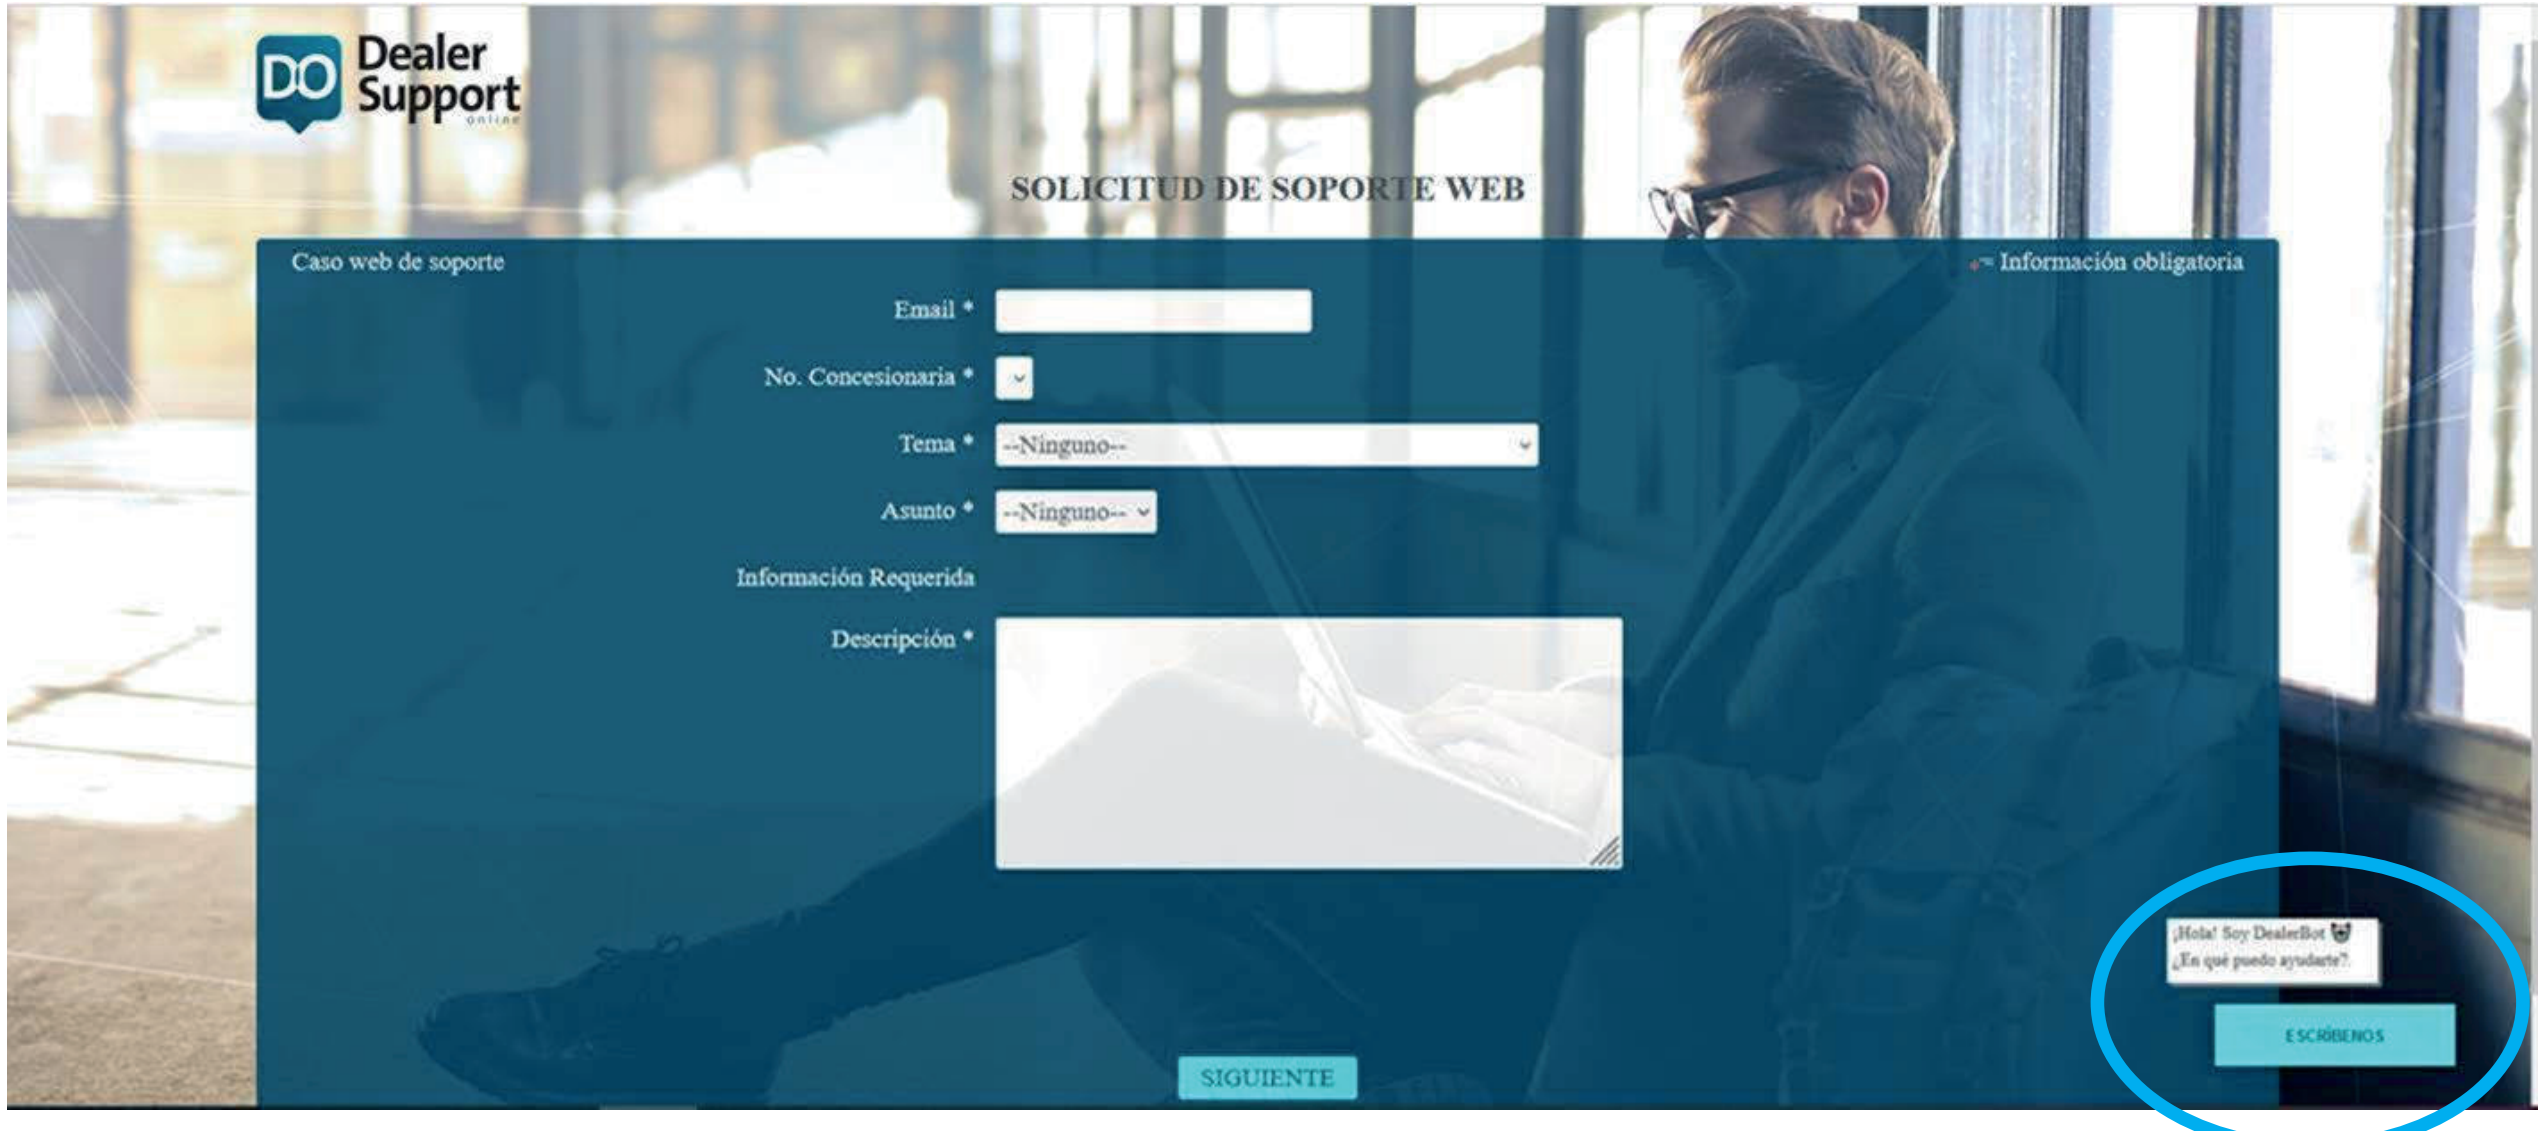 DO Dealer
Support
online
SOLICITUD DE SOPORTE WEB
Caso web de soporte
*= Información obligatoria
Email *
No. Concesionaria *
Tema * --Ninguno--
Asunto * --Ninguno--
Información Requerida
Descripción *
¡Hola! Soy DealerBot
¿En qué puedo ayudarte?
ESCRÍBENOS
SIGUIENTE